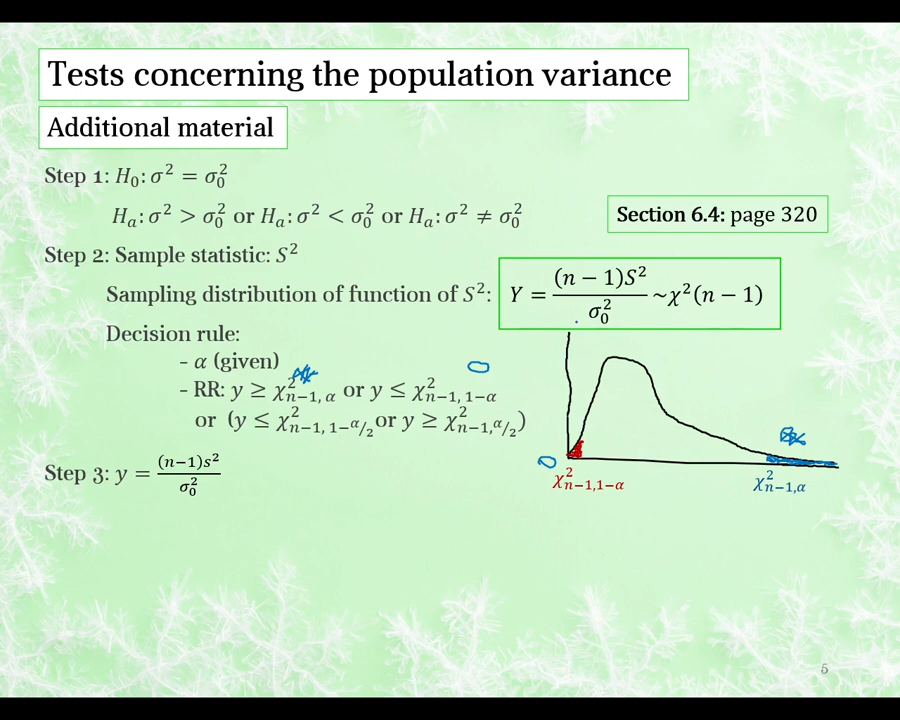 Tests concerning the population variance
Additional material
Step 1: H₀: σ² = σ₀²
Hₐ: σ² > σ₀² or Hₐ: σ² < σ₀² or Hₐ: σ² ≠ σ₀²
Section 6.4: page 320
Step 2: Sample statistic: S²
Sampling distribution of function of S²: Y = (n − 1)S² / σ₀² ~χ²(n − 1)
Decision rule:
- α (given)
- RR: y ≥ χ²ₙ₋₁, α or y ≤ χ²ₙ₋₁, 1−α
or (y ≤ χ²ₙ₋₁, 1−α/2 or y ≥ χ²ₙ₋₁, α/2)
Step 3: y = (n−1)s² / σ₀²
χ²ₙ₋₁,1−α
χ²ₙ₋₁,α
5